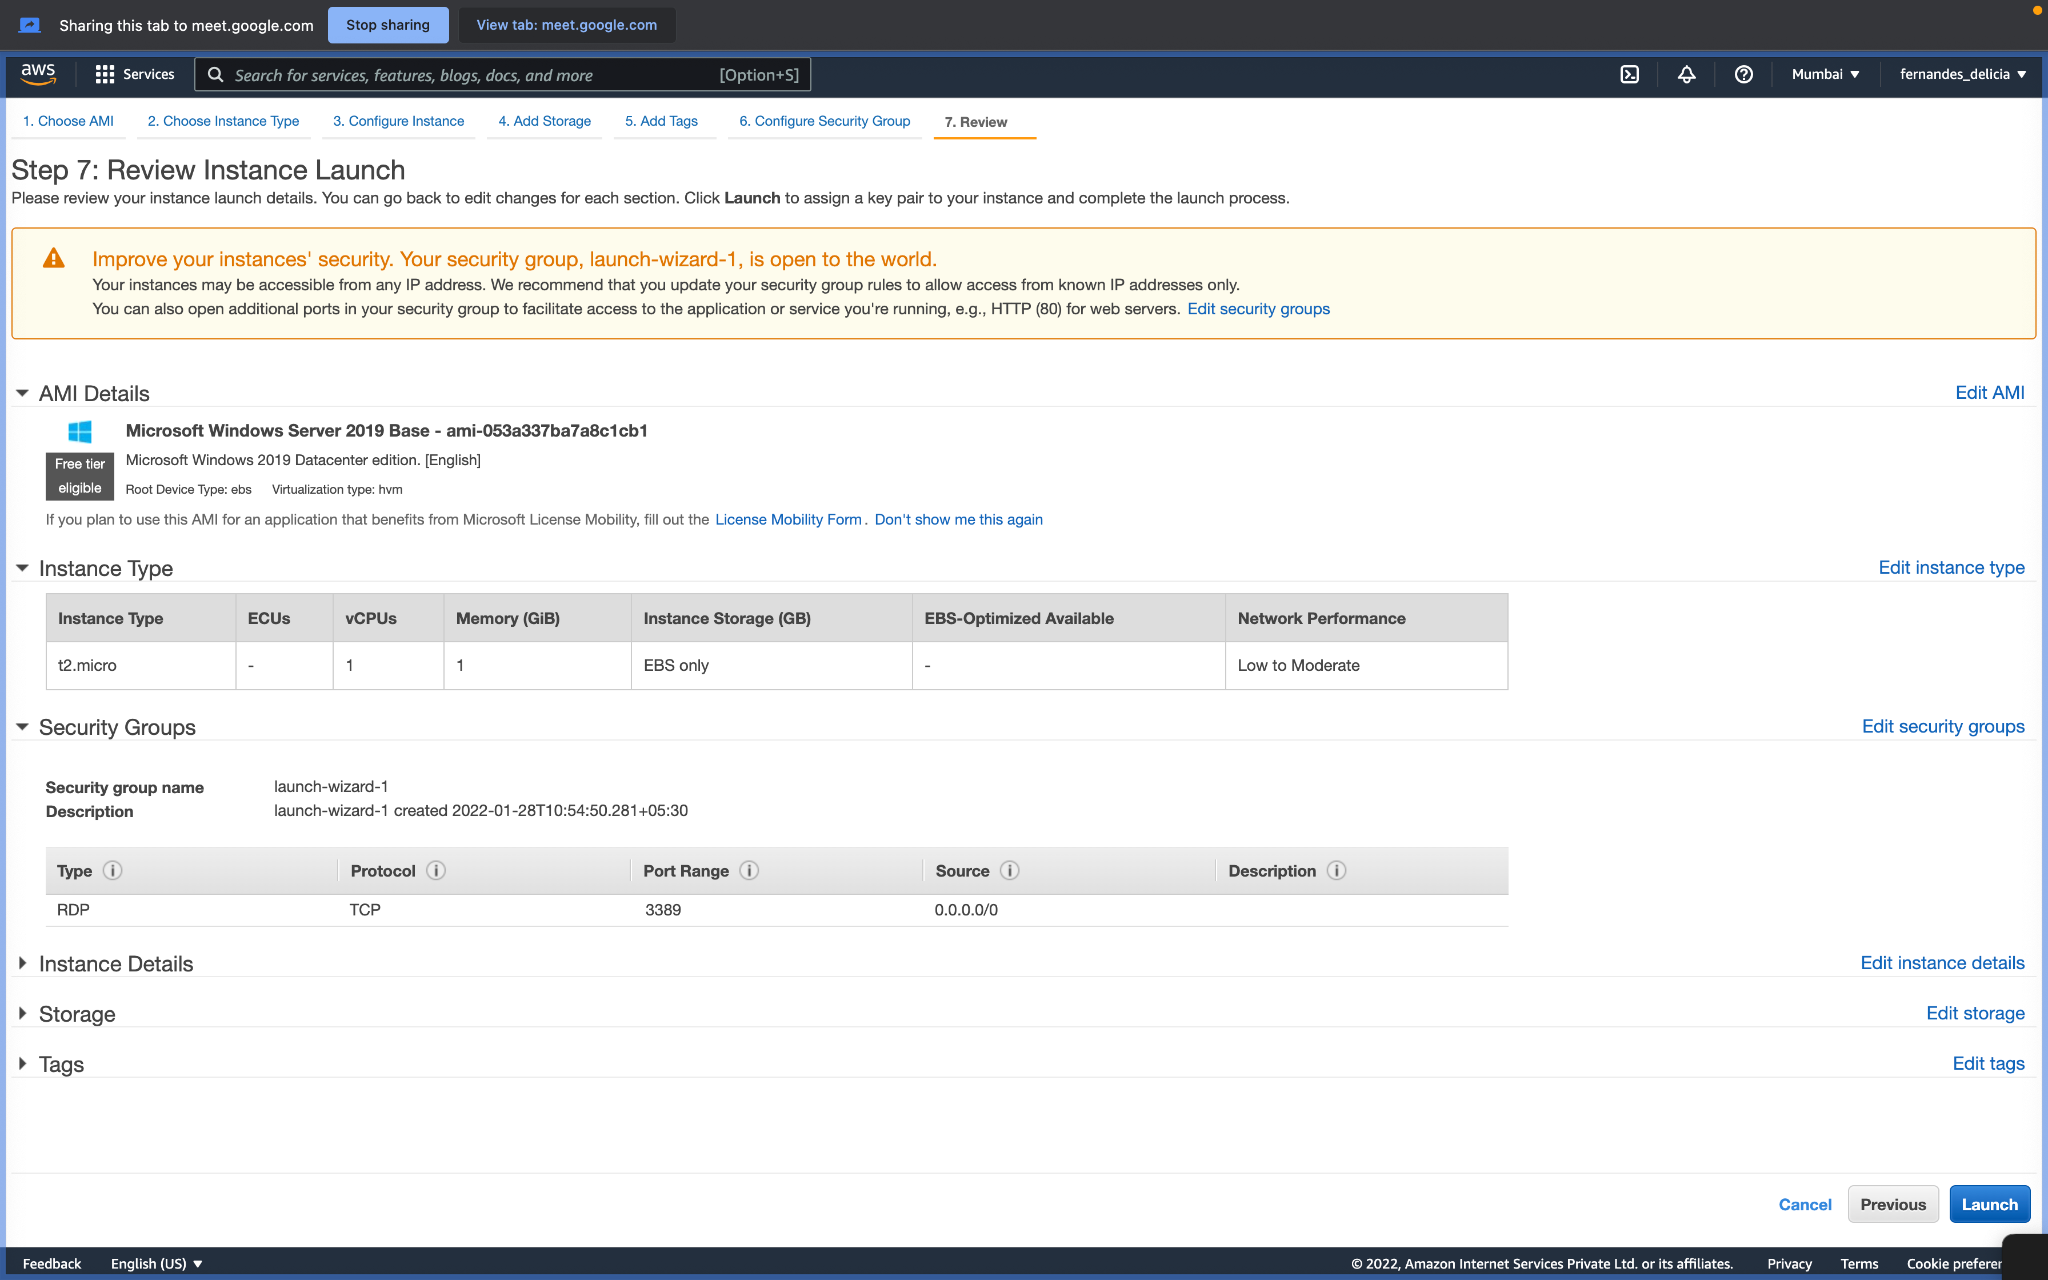 Sharing this tab to meet.google.com Stop sharing View tab: meet.google.com
aws Services Search for services, features, blogs, docs, and more [Option+S] Mumbai fernandes_delicia
1. Choose AMI 2. Choose Instance Type 3. Configure Instance 4. Add Storage 5. Add Tags 6. Configure Security Group 7. Review
Step 7: Review Instance Launch
Please review your instance launch details. You can go back to edit changes for each section. Click Launch to assign a key pair to your instance and complete the launch process.
Improve your instances' security. Your security group, launch-wizard-1, is open to the world.
Your instances may be accessible from any IP address. We recommend that you update your security group rules to allow access from known IP addresses only.
You can also open additional ports in your security group to facilitate access to the application or service you're running, e.g., HTTP (80) for web servers. Edit security groups
AMI Details Edit AMI
Microsoft Windows Server 2019 Base - ami-053a337ba7a8c1cb1
Free tier eligible
Microsoft Windows 2019 Datacenter edition. [English]
Root Device Type: ebs Virtualization type: hvm
If you plan to use this AMI for an application that benefits from Microsoft License Mobility, fill out the License Mobility Form. Don't show me this again
Instance Type Edit instance type
Instance Type ECUs vCPUs Memory (GiB) Instance Storage (GB) EBS-Optimized Available Network Performance
t2.micro - 1 1 EBS only - Low to Moderate
Security Groups Edit security groups
Security group name launch-wizard-1
Description launch-wizard-1 created 2022-01-28T10:54:50.281+05:30
Type Protocol Port Range Source Description
RDP TCP 3389 0.0.0.0/0
Instance Details Edit instance details
Storage Edit storage
Tags Edit tags
Cancel Previous Launch
Feedback English (US) © 2022, Amazon Internet Services Private Ltd. or its affiliates. Privacy Terms Cookie prefere